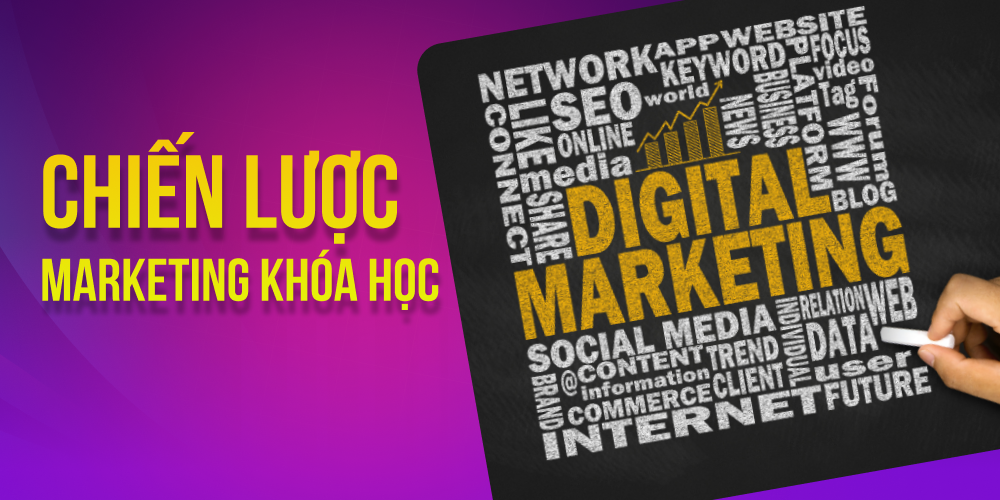 CHIẾN LƯỢC
MARKETING KHÓA HỌC
NETWORK APP WEBSITE
CONNECT
LIKE
SEO
KEYWORD
world
ONLINE
media
SHARE
NEWS
BUSINESS
PLATFORM
FOCUS
video
Tag
WWW
Forum
BLOG
DIGITAL
MARKETING
SOCIAL MEDIA
INDIVIDUAL
RELATION
WEB
BRAND
@CONTENT
TREND
DATA
information
COMMERCE
CLIENT
user
INTERNET
FUTURE